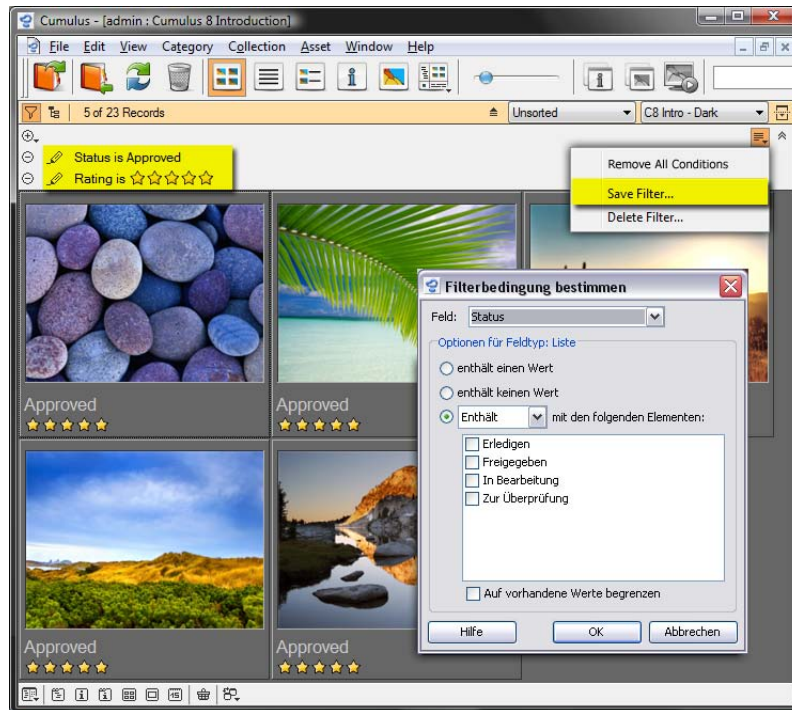 Cumulus - [admin : Cumulus 8 Introduction]
File Edit View Category Collection Asset Window Help
5 of 23 Records
Unsorted
C8 Intro - Dark
Status is Approved
Rating is
Remove All Conditions
Save Filter...
Delete Filter...
Filterbedingung bestimmen
Feld: Status
Optionen für Feldtyp: Liste
enthält einen Wert
enthält keinen Wert
Enthält mit den folgenden Elementen:
Erledigen
Freigegeben
In Bearbeitung
Zur Überprüfung
Auf vorhandene Werte begrenzen
Hilfe OK Abbrechen
Approved
Approved
Approved
Approved